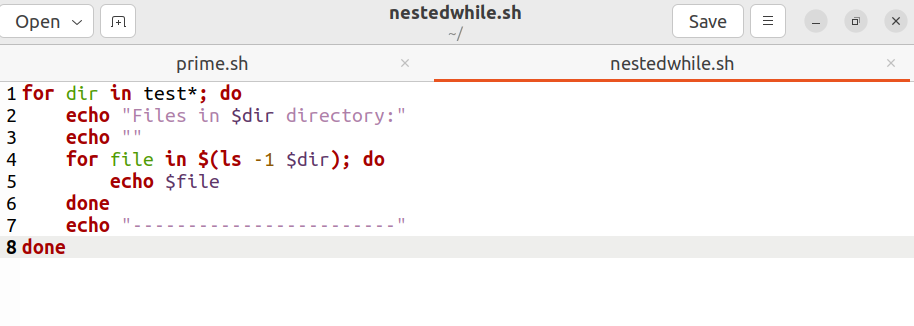 Open
nestedwhile.sh
~/
Save
prime.sh
nestedwhile.sh
1 for dir in test*; do
2     echo "Files in $dir directory:"
3     echo ""
4     for file in $(ls -1 $dir); do
5         echo $file
6     done
7     echo "------------------------"
8 done